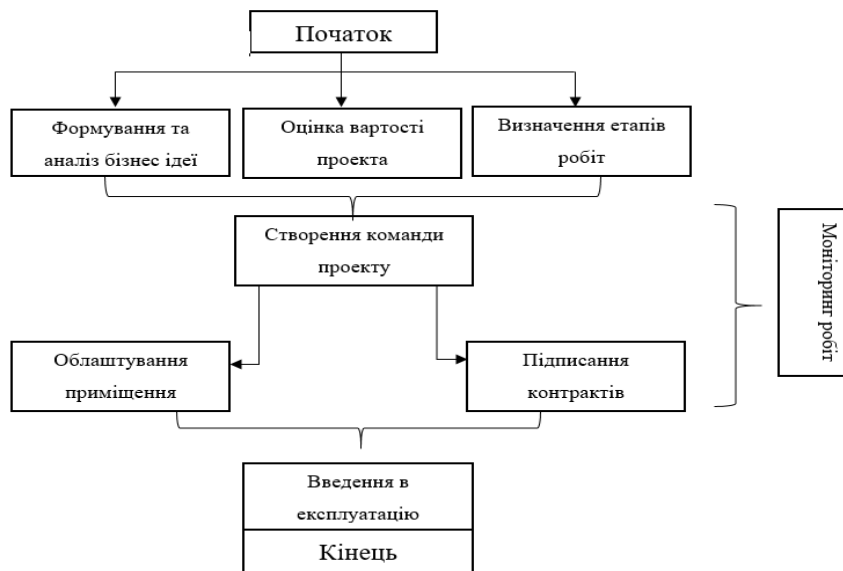 Початок
Формування та
аналіз бізнес ідеї
Оцінка вартості
проекта
Визначення етапів
робіт
Створення команди
проекту
Моніторинг робіт
Облаштування
приміщення
Підписання
контрактів
Введення в
експлуатацію
Кінець